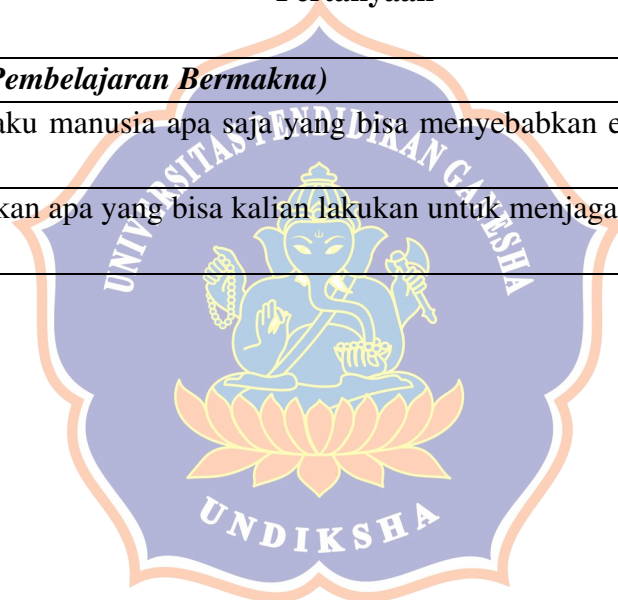 Pertanyaan
Pembelajaran Bermakna)
aku manusia apa saja yang bisa menyebabkan e
kan apa yang bisa kalian lakukan untuk menjaga
UNIVERSITAS PENDIDIKAN GANESHA
UNDIKSHA